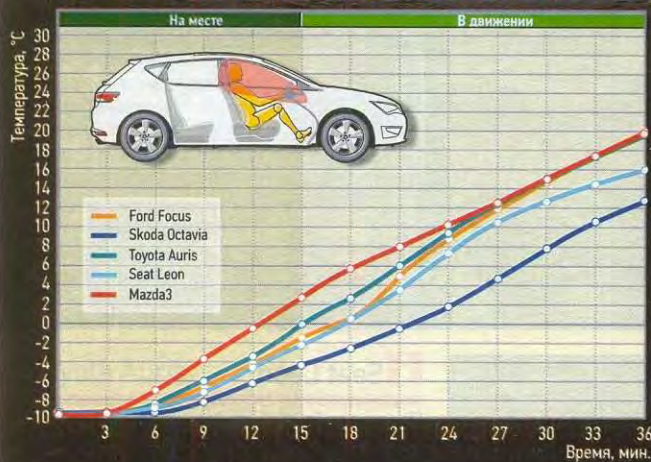 На месте
В движении
Температура, °C
30
28
26
24
22
20
18
16
14
12
10
8
6
4
2
0
-2
-4
-6
-8
-10
Ford Focus
Skoda Octavia
Toyota Auris
Seat Leon
Mazda3
3 6 9 12 15 18 21 24 27 30 33 36
Время, мин.